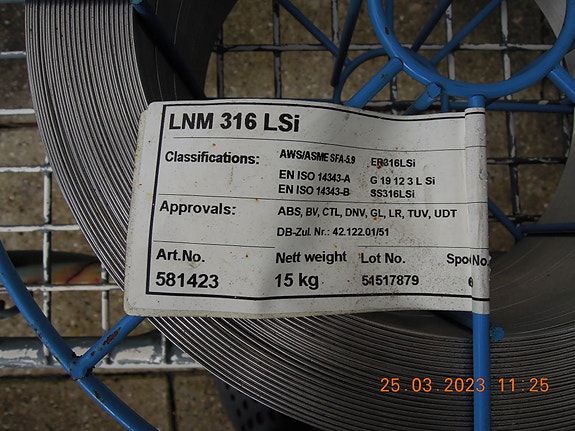 LNM 316 LSi
Classifications: AWS/ASME SFA-5.9 ER316LSi
EN ISO 14343-A G 19 12 3 L Si
EN ISO 14343-B SS316LSi
Approvals: ABS, BV, CTL, DNV, GL, LR, TUV, UDT
DB-Zul. Nr.: 42.122.01/51
Art.No. Nett weight Lot No. No.
581423 15 kg 51517879
25.03.2023 11:25